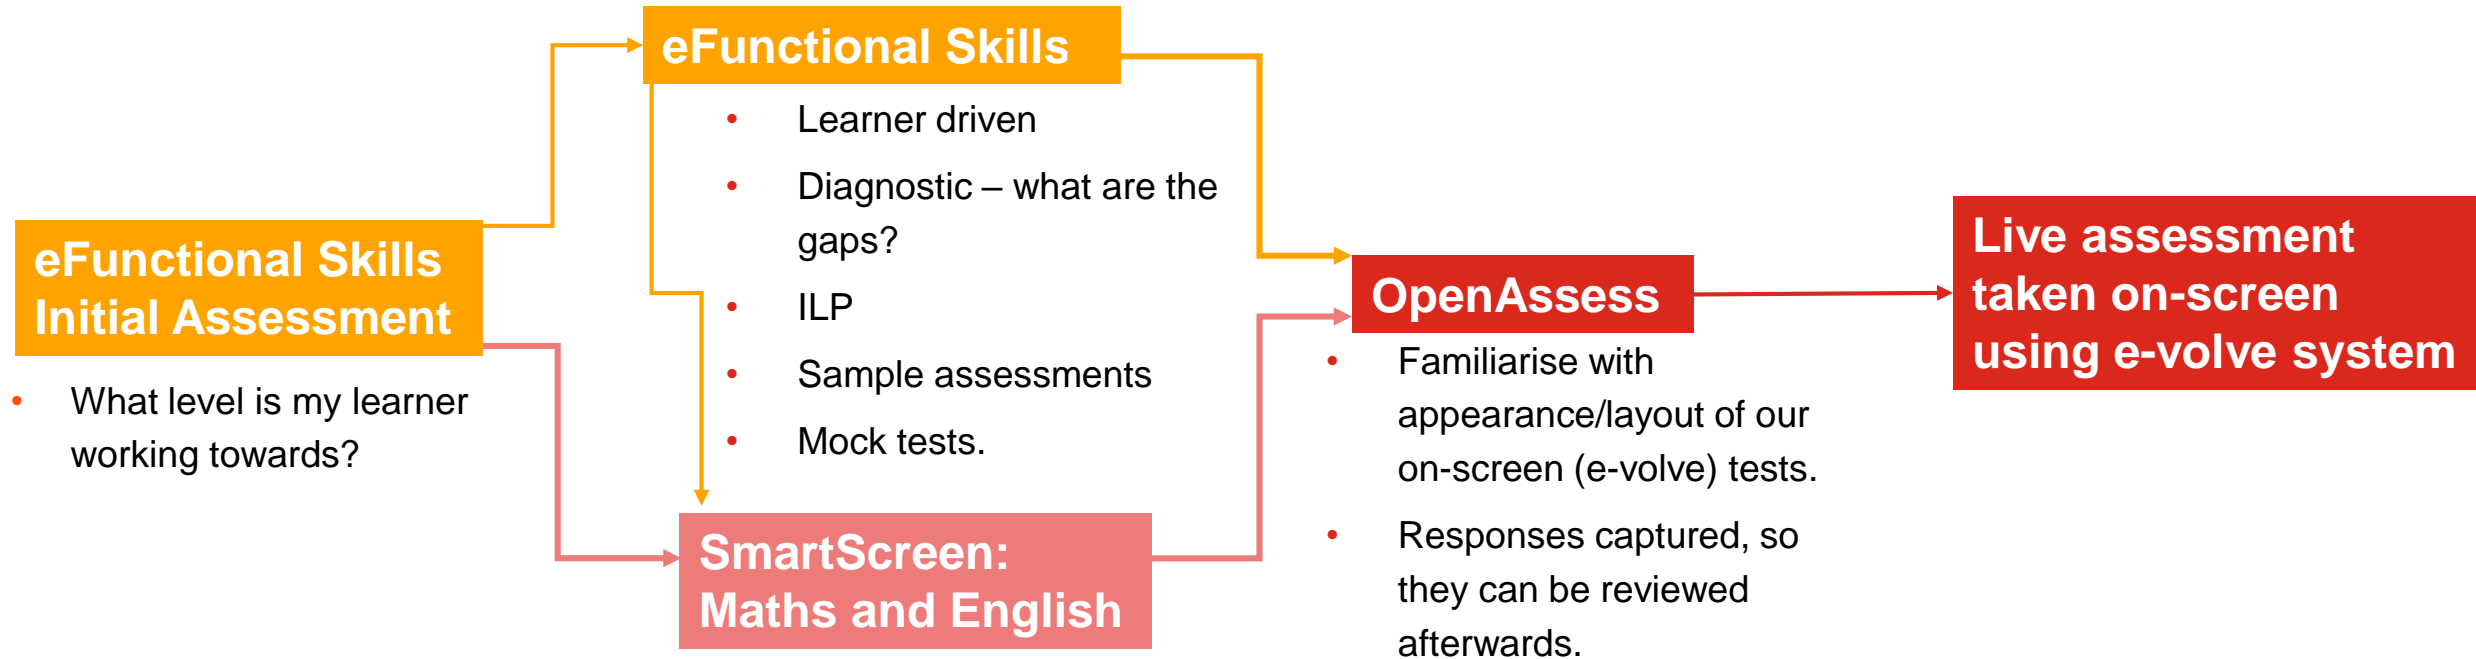 eFunctional Skills
Initial Assessment
• What level is my learner
working towards?
eFunctional Skills
• Learner driven
• Diagnostic – what are the
gaps?
• ILP
• Sample assessments
• Mock tests.
SmartScreen:
Maths and English
OpenAssess
• Familiarise with
appearance/layout of our
on-screen (e-volve) tests.
• Responses captured, so
they can be reviewed
afterwards.
Live assessment
taken on-screen
using e-volve system